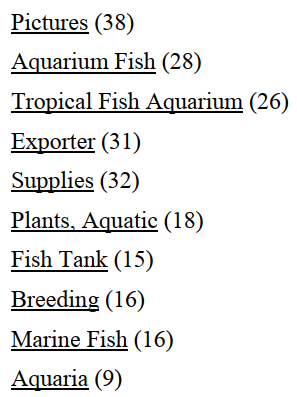 Pictures (38)
Aquarium Fish (28)
Tropical Fish Aquarium (26)
Exporter (31)
Supplies (32)
Plants, Aquatic (18)
Fish Tank (15)
Breeding (16)
Marine Fish (16)
Aquaria (9)